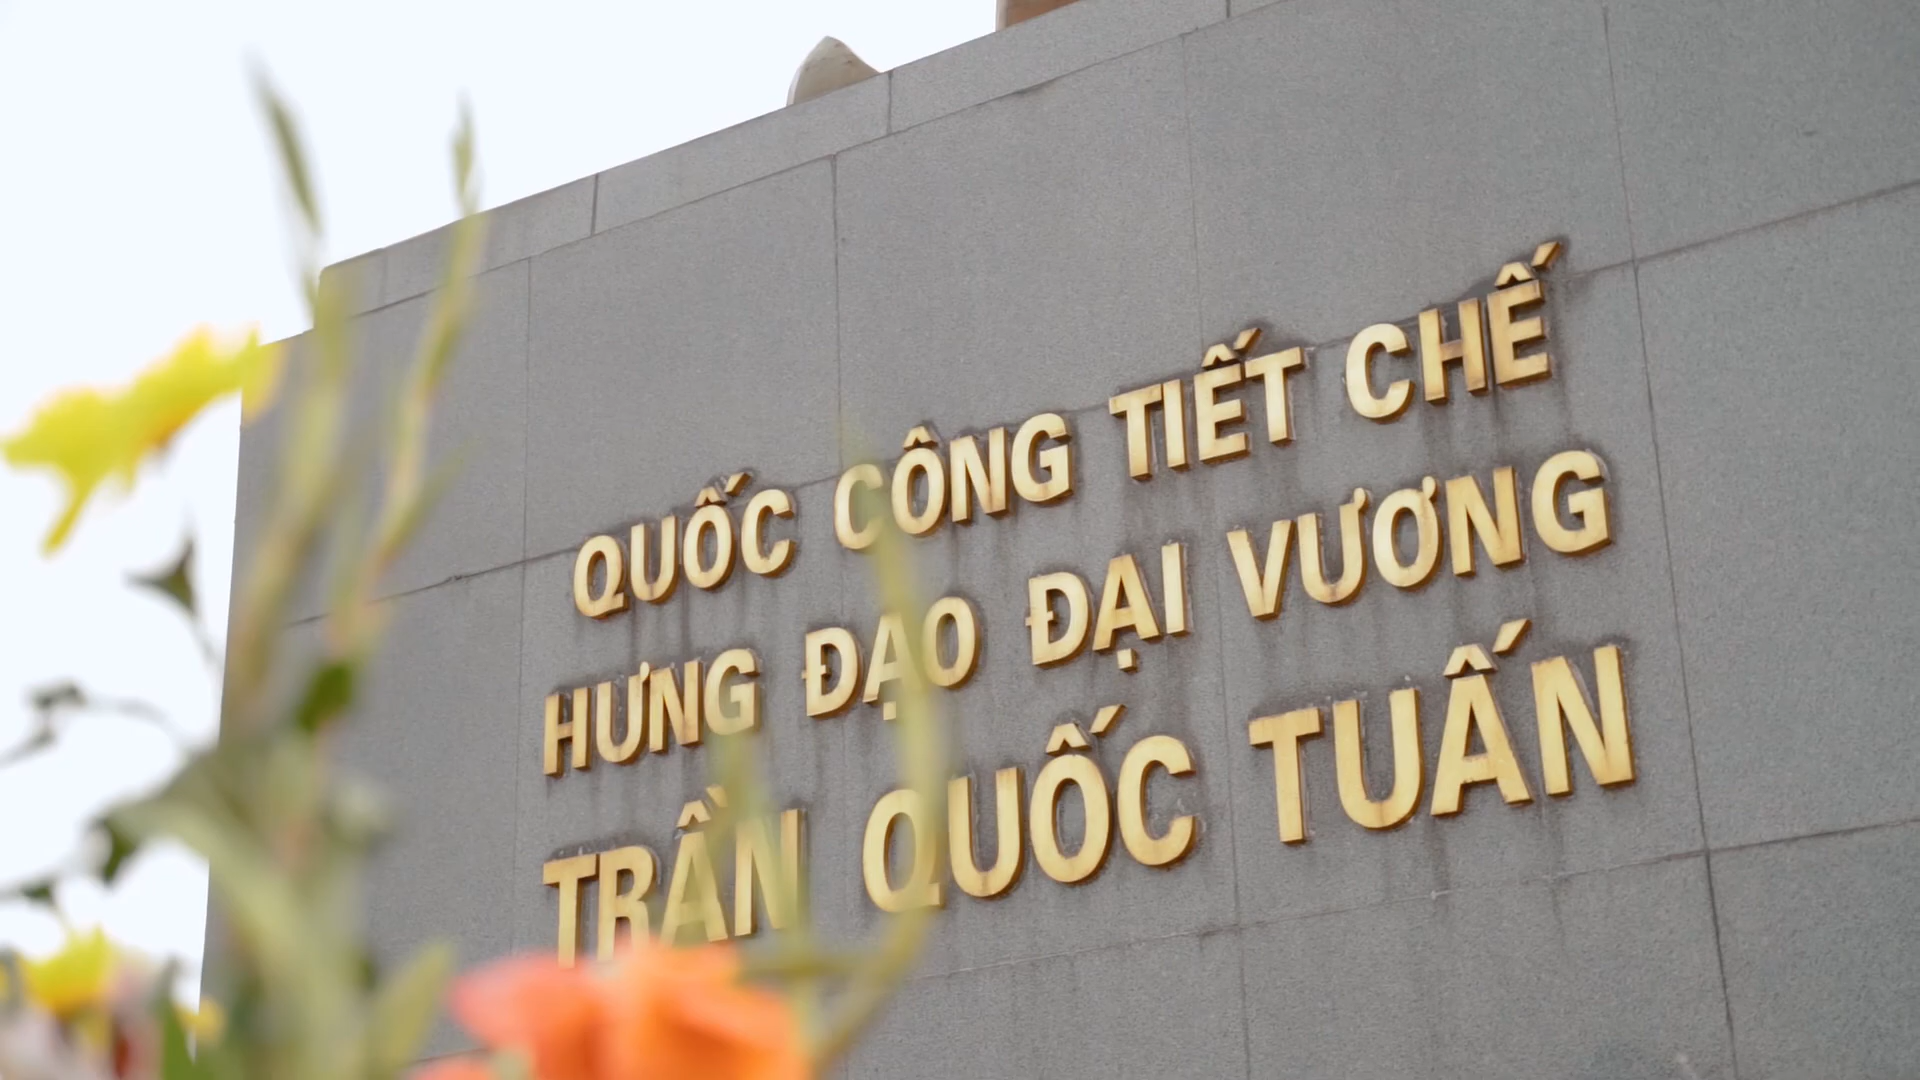 QUỐC CÔNG TIẾT CHẾ
HƯNG ĐẠO ĐẠI VƯƠNG
TRẦN QUỐC TUẤN